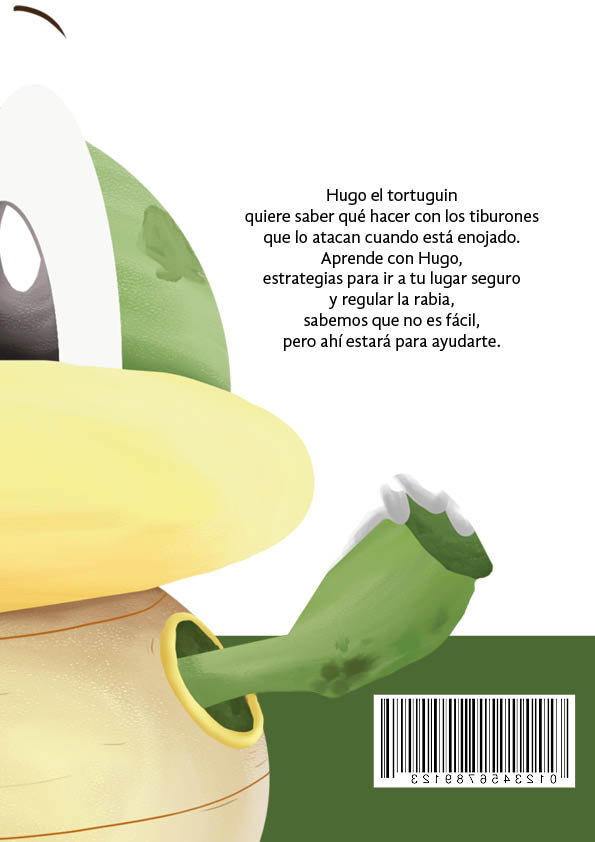 Hugo el tortuguin
quiere saber qué hacer con los tiburones
que lo atacan cuando está enojado.
Aprende con Hugo,
estrategias para ir a tu lugar seguro
y regular la rabia,
sabemos que no es fácil,
pero ahí estará para ayudarte.
0123456789123